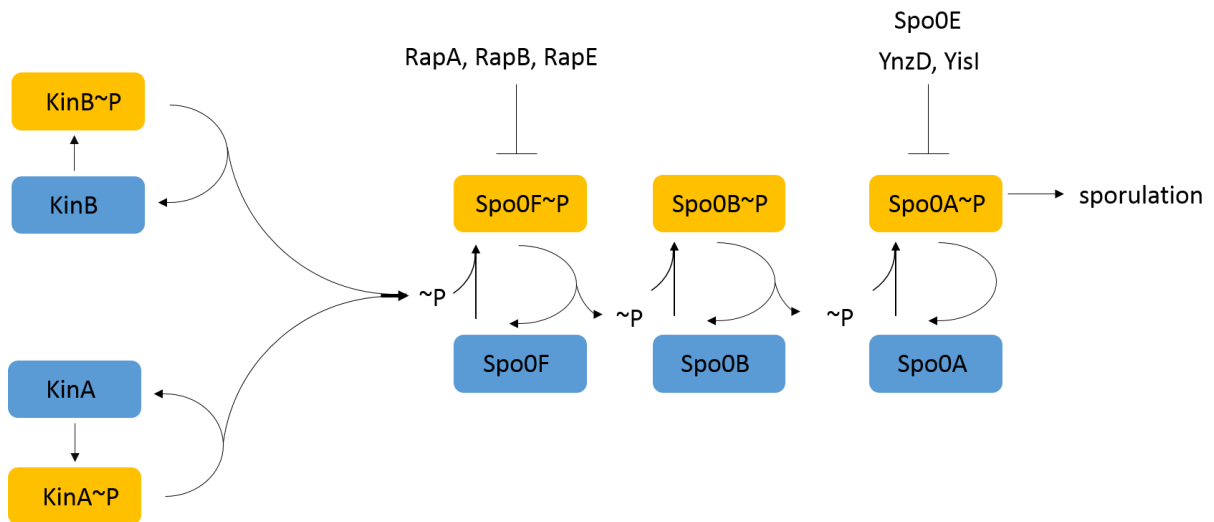 Spo0E
RapA, RapB, RapE
YnzD, YisI
KinB~P
KinB
Spo0F~P
Spo0B~P
Spo0A~P
sporulation
~P
~P
~P
Spo0F
Spo0B
Spo0A
KinA
KinA~P